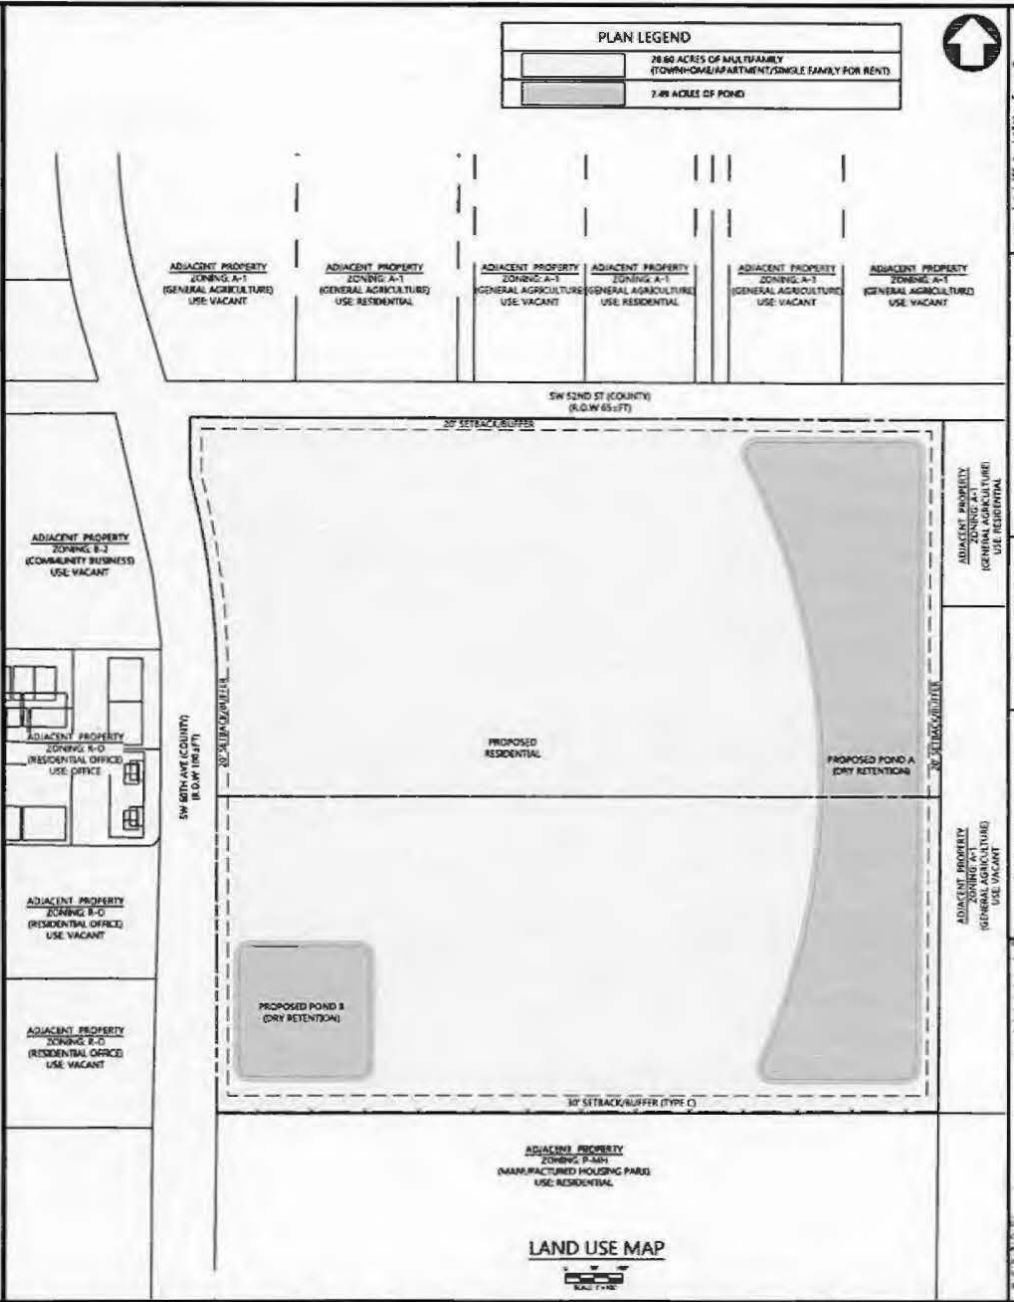 PLAN LEGEND
28.60 ACRES OF MULTIFAMILY
(TOWNHOME/APARTMENT/SINGLE FAMILY FOR RENT)
7.49 ACRES OF POND
ADJACENT PROPERTY
ZONING: A-1
(GENERAL AGRICULTURE)
USE: VACANT
ADJACENT PROPERTY
ZONING: A-1
(GENERAL AGRICULTURE)
USE: RESIDENTIAL
ADJACENT PROPERTY
ZONING: A-1
(GENERAL AGRICULTURE)
USE: VACANT
ADJACENT PROPERTY
ZONING: A-1
(GENERAL AGRICULTURE)
USE: RESIDENTIAL
ADJACENT PROPERTY
ZONING: A-1
(GENERAL AGRICULTURE)
USE: VACANT
ADJACENT PROPERTY
ZONING: A-1
(GENERAL AGRICULTURE)
USE: VACANT
SW 52ND ST (COUNTY)
(R.O.W 65±FT)
20' SETBACK/BUFFER
ADJACENT PROPERTY
ZONING: A-1
(GENERAL AGRICULTURE)
USE: RESIDENTIAL
ADJACENT PROPERTY
ZONING: B-2
(COMMUNITY BUSINESS)
USE: VACANT
ADJACENT PROPERTY
ZONING: R-O
(RESIDENTIAL OFFICE)
USE: OFFICE
SW 60TH AVE (COUNTY)
20' SETBACK/BUFFER
PROPOSED
RESIDENTIAL
PROPOSED POND A
(DRY RETENTION)
20' SETBACK/BUFFER
ADJACENT PROPERTY
ZONING: A-1
(GENERAL AGRICULTURE)
USE: VACANT
ADJACENT PROPERTY
ZONING: R-O
(RESIDENTIAL OFFICE)
USE: VACANT
PROPOSED POND B
(DRY RETENTION)
ADJACENT PROPERTY
ZONING: R-O
(RESIDENTIAL OFFICE)
USE: VACANT
30' SETBACK/BUFFER (TYPE C)
ADJACENT PROPERTY
ZONING: P-MH
(MANUFACTURED HOUSING PARK)
USE: RESIDENTIAL
LAND USE MAP